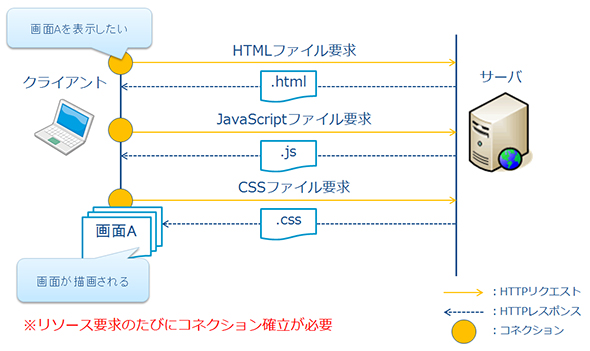 画面Aを表示したい
HTMLファイル要求
クライアント
サーバ
.html
JavaScriptファイル要求
.js
CSSファイル要求
.css
画面A
画面が描画される
：HTTPリクエスト
：HTTPレスポンス
：コネクション
※リソース要求のたびにコネクション確立が必要